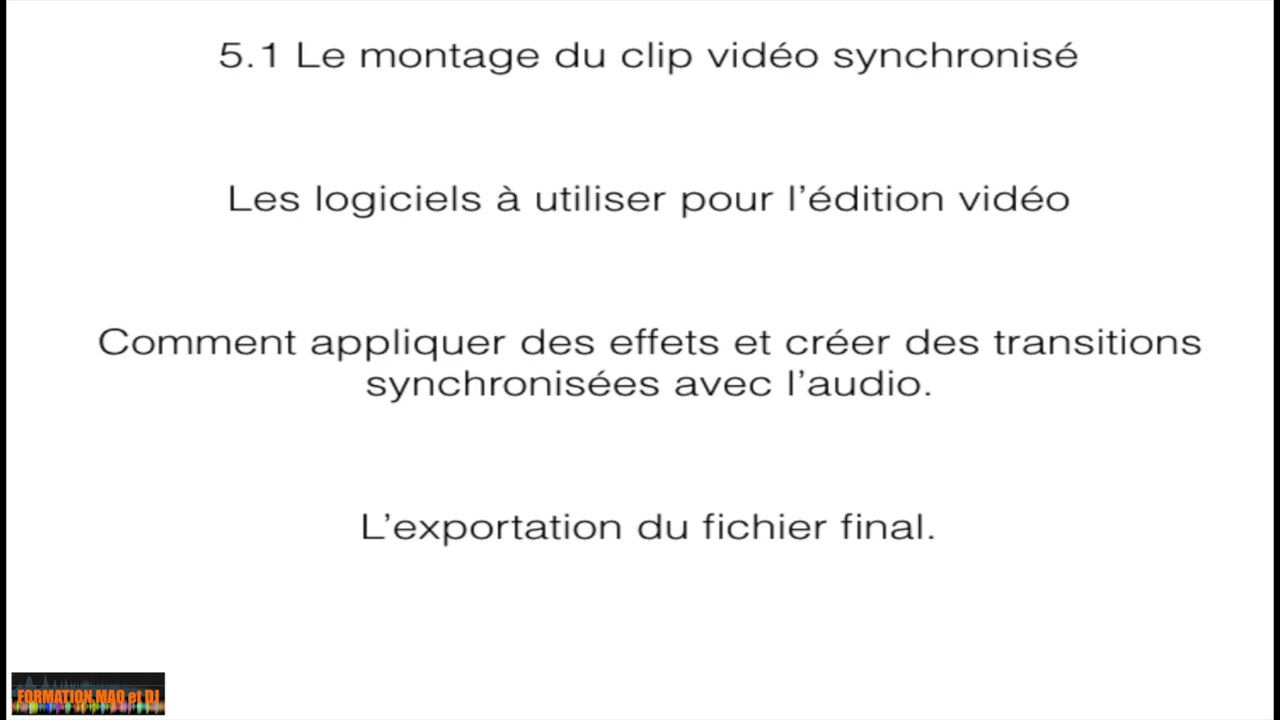 5.1 Le montage du clip vidéo synchronisé
Les logiciels à utiliser pour l’édition vidéo
Comment appliquer des effets et créer des transitions
synchronisées avec l’audio.
L’exportation du fichier final.
FORMATION MAO et DJ